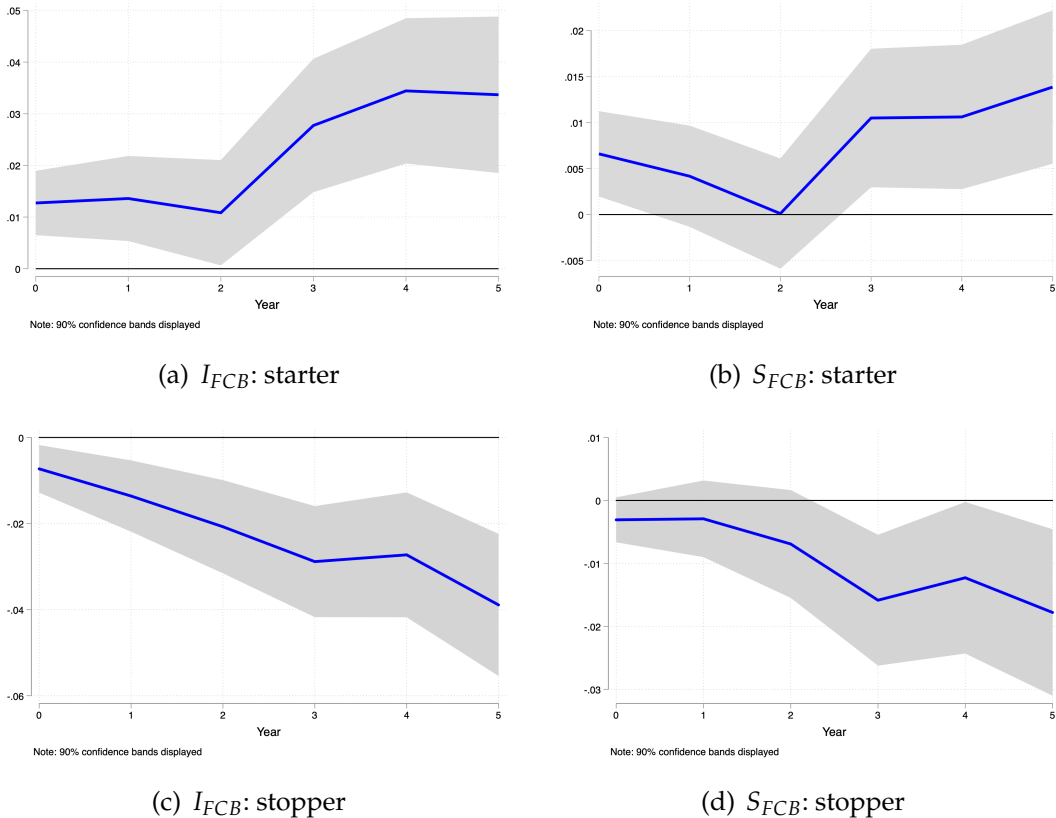 .05
.04
.03
.02
.01
0
0 1 2 3 4 5
Year
Note: 90% confidence bands displayed
(a) I_FCB: starter
.02
.015
.01
.005
0
-.005
0 1 2 3 4 5
Year
Note: 90% confidence bands displayed
(b) S_FCB: starter
0
-.02
-.04
-.06
0 1 2 3 4 5
Year
Note: 90% confidence bands displayed
(c) I_FCB: stopper
.01
0
-.01
-.02
-.03
0 1 2 3 4 5
Year
Note: 90% confidence bands displayed
(d) S_FCB: stopper